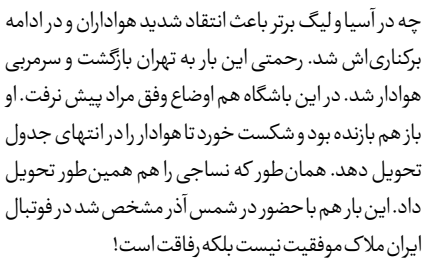 چه در آسیا و لیگ برتر باعث انتقاد شدید هواداران و در ادامه
برکناری‌اش شد. رحمتی این بار به تهران بازگشت و سرمربی
هوادار شد. در این باشگاه هم اوضاع وفق مراد پیش نرفت. او
باز هم بازنده بود و شکست خورد تا هوادار را در انتهای جدول
تحویل دهد. همان‌طور که نساجی را هم همین‌طور تحویل
داد. این بار هم با حضور در شمس آذر مشخص شد در فوتبال
ایران ملاک موفقیت نیست بلکه رفاقت است!